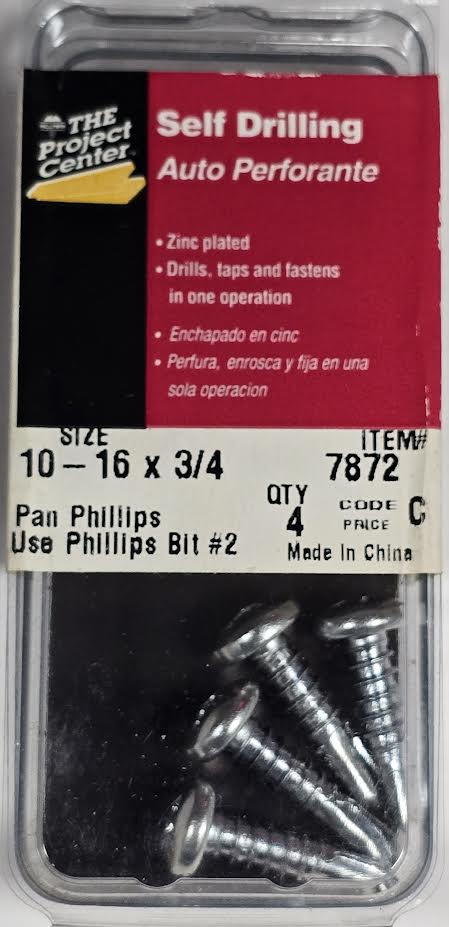 THE
Project
Center
Self Drilling
Auto Perforante
• Zinc plated
• Drills, taps and fastens
in one operation
• Enchapado en cinc
• Perfura, enrosca y fija en una
sola operacion
SIZE
10 – 16 x 3/4
ITEM#
7872
Pan Phillips
Use Phillips Bit #2
QTY
4
CODE
PRICE
C
Made In China